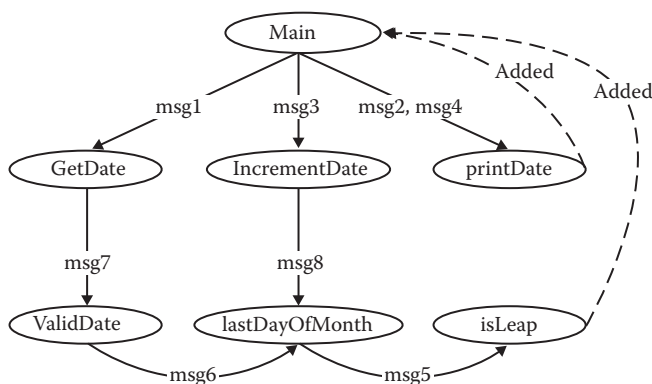 Main
Added
Added
msg1
msg3
msg2, msg4
GetDate
IncrementDate
printDate
msg7
msg8
ValidDate
lastDayOfMonth
isLeap
msg6
msg5